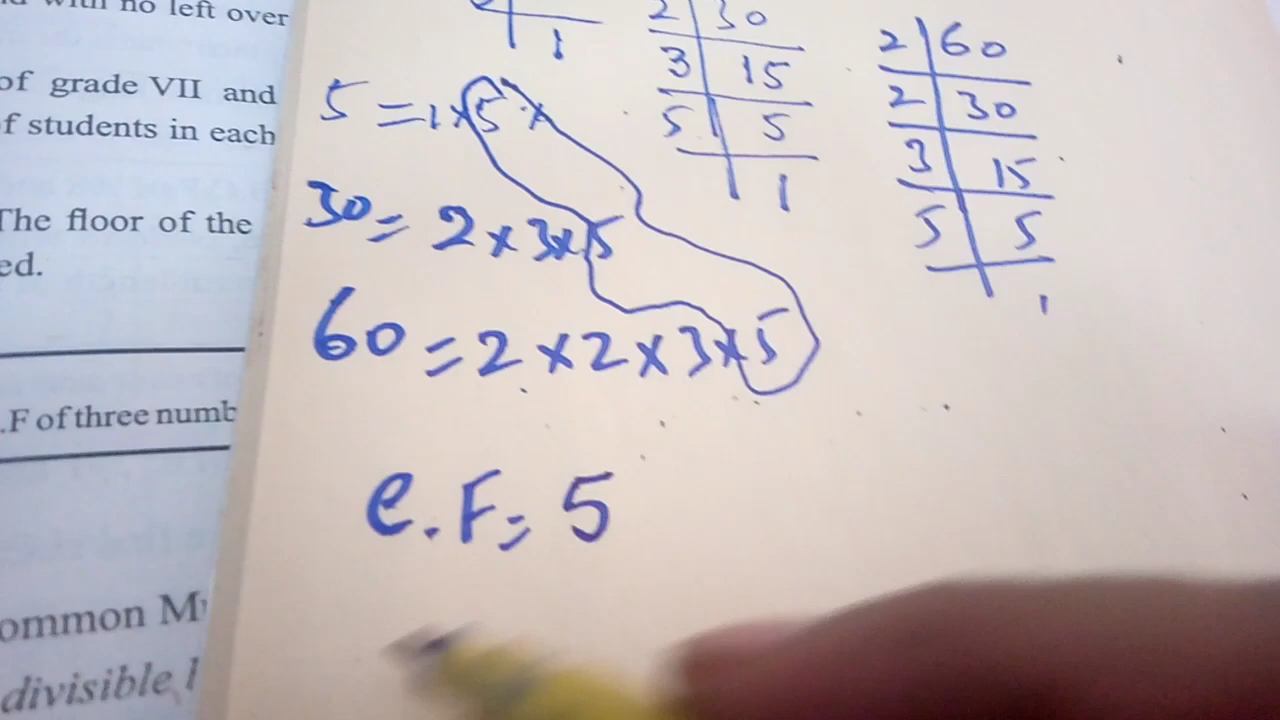 no left over
of grade VII and
f students in each
The floor of the
ed.
.F of three numb
ommon M
divisible
1
2 30
3 15
5 5
1
2 60
2 30
3 15
5 5
1
5 = 1 × 5 ×
30 = 2 × 3 × 5
60 = 2 × 2 × 3 × 5
e.F = 5